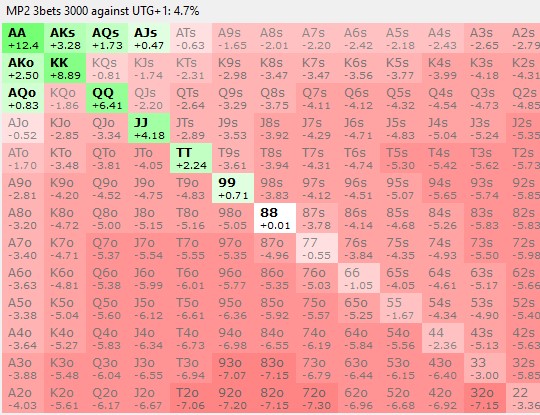 MP2 3bets 3000 against UTG+1: 4.7%
AA AKs AQs AJs ATs A9s A8s A7s A6s A5s A4s A3s A2s
+12.4 +3.28 +1.73 +0.47 -0.63 -1.65 -2.01 -2.20 -2.42 -2.18 -2.43 -2.65 -2.79
AKo KK KQs KJs KTs K9s K8s K7s K6s K5s K4s K3s K2s
+2.50 +8.89 -0.81 -1.74 -2.31 -2.98 -3.47 -3.47 -3.56 -3.77 -3.99 -4.18 -4.31
AQo KQo QQ QJs QTs Q9s Q8s Q7s Q6s Q5s Q4s Q3s Q2s
+0.83 -1.86 +6.41 -2.20 -2.64 -3.29 -3.75 -4.11 -4.12 -4.32 -4.54 -4.73 -4.85
AJo KJo QJo JJ JTs J9s J8s J7s J6s J5s J4s J3s J2s
-0.52 -2.85 -3.34 +4.18 -2.89 -3.53 -3.92 -4.29 -4.71 -4.83 -5.04 -5.24 -5.35
ATo KTo QTo JTo TT T9s T8s T7s T6s T5s T4s T3s T2s
-1.70 -3.48 -3.81 -4.05 +2.24 -3.61 -3.94 -4.31 -4.74 -5.30 -5.42 -5.62 -5.73
A9o K9o Q9o J9o T9o 99 98s 97s 96s 95s 94s 93s 92s
-2.81 -4.20 -4.52 -4.75 -4.83 +0.71 -3.83 -4.12 -4.51 -5.07 -5.65 -5.74 -5.85
A8o K8o Q8o J8o T8o 98o 88 87s 86s 85s 84s 83s 82s
-3.20 -4.72 -5.00 -5.15 -5.16 -5.05 +0.01 -3.78 -4.14 -4.68 -5.26 -5.83 -5.83
A7o K7o Q7o J7o T7o 97o 87o 77 76s 75s 74s 73s 72s
-3.40 -4.71 -5.37 -5.54 -5.55 -5.35 -4.96 -0.55 -3.84 -4.35 -4.93 -5.50 -5.98
A6o K6o Q6o J6o T6o 96o 86o 76o 66 65s 64s 63s 62s
-3.64 -4.81 -5.38 -5.99 -6.01 -5.77 -5.35 -5.03 -1.05 -4.05 -4.61 -5.17 -5.66
A5o K5o Q5o J5o T5o 95o 85o 75o 65o 55 54s 53s 52s
-3.38 -5.04 -5.60 -6.12 -6.61 -6.36 -5.92 -5.57 -5.25 -1.67 -4.34 -4.90 -5.40
A4o K4o Q4o J4o T4o 94o 84o 74o 64o 54o 44 43s 42s
-3.64 -5.27 -5.83 -6.34 -6.73 -6.98 -6.55 -6.19 -5.84 -5.56 -2.36 -5.13 -5.63
A3o K3o Q3o J3o T3o 93o 83o 73o 63o 53o 43o 33 32s
-3.88 -5.48 -6.04 -6.55 -6.94 -7.07 -7.15 -6.79 -6.44 -6.15 -6.40 -3.00 -5.85
A2o K2o Q2o J2o T2o 92o 82o 72o 62o 52o 42o 32o 22
-4.03 -5.61 -6.17 -6.67 -7.06 -7.20 -7.15 -7.30 -6.96 -6.68 -6.92 -7.15 -3.36